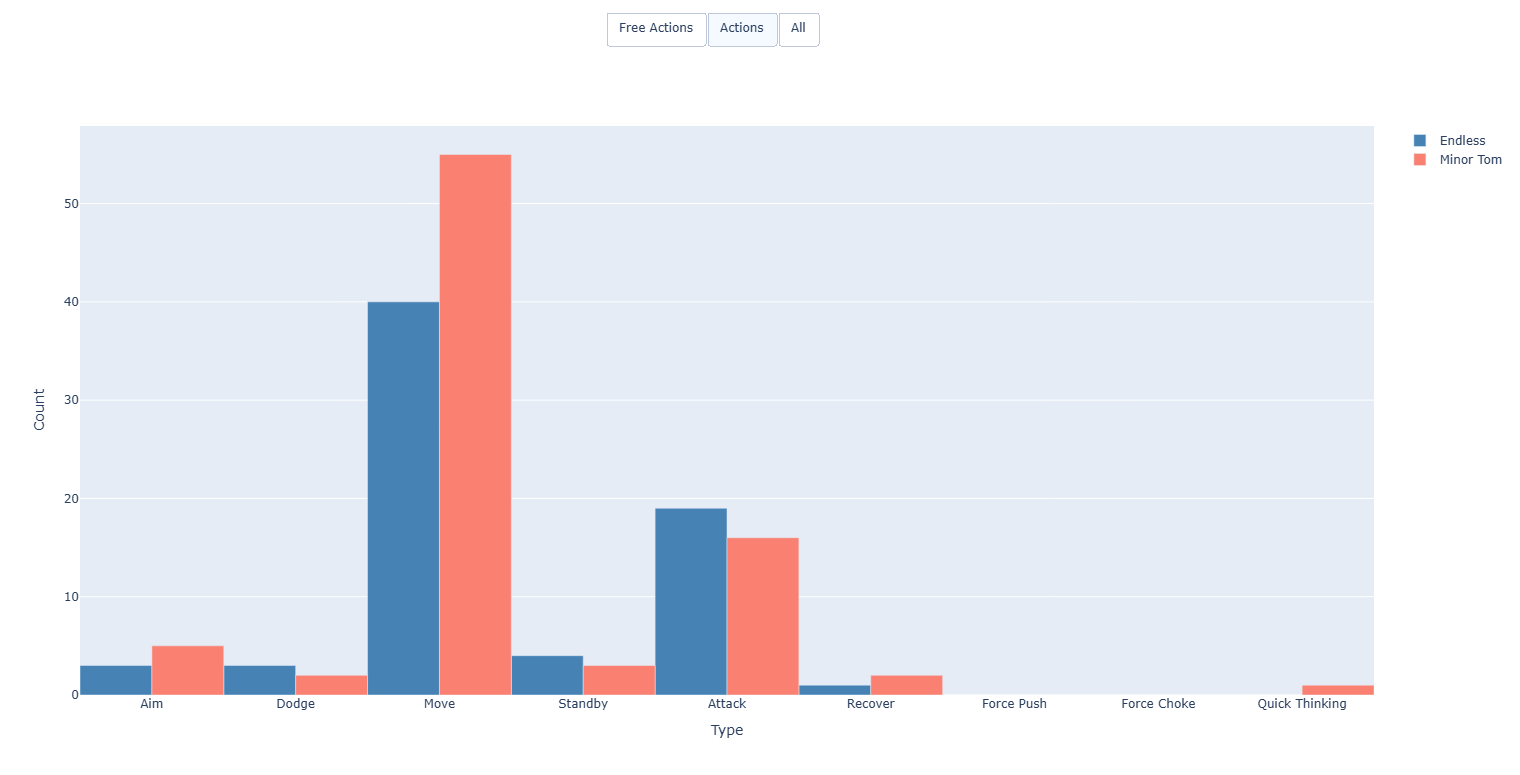 Free Actions Actions All
Endless
Minor Tom
50
40
30
20
10
0
Count
Aim Dodge Move Standby Attack Recover Force Push Force Choke Quick Thinking
Type